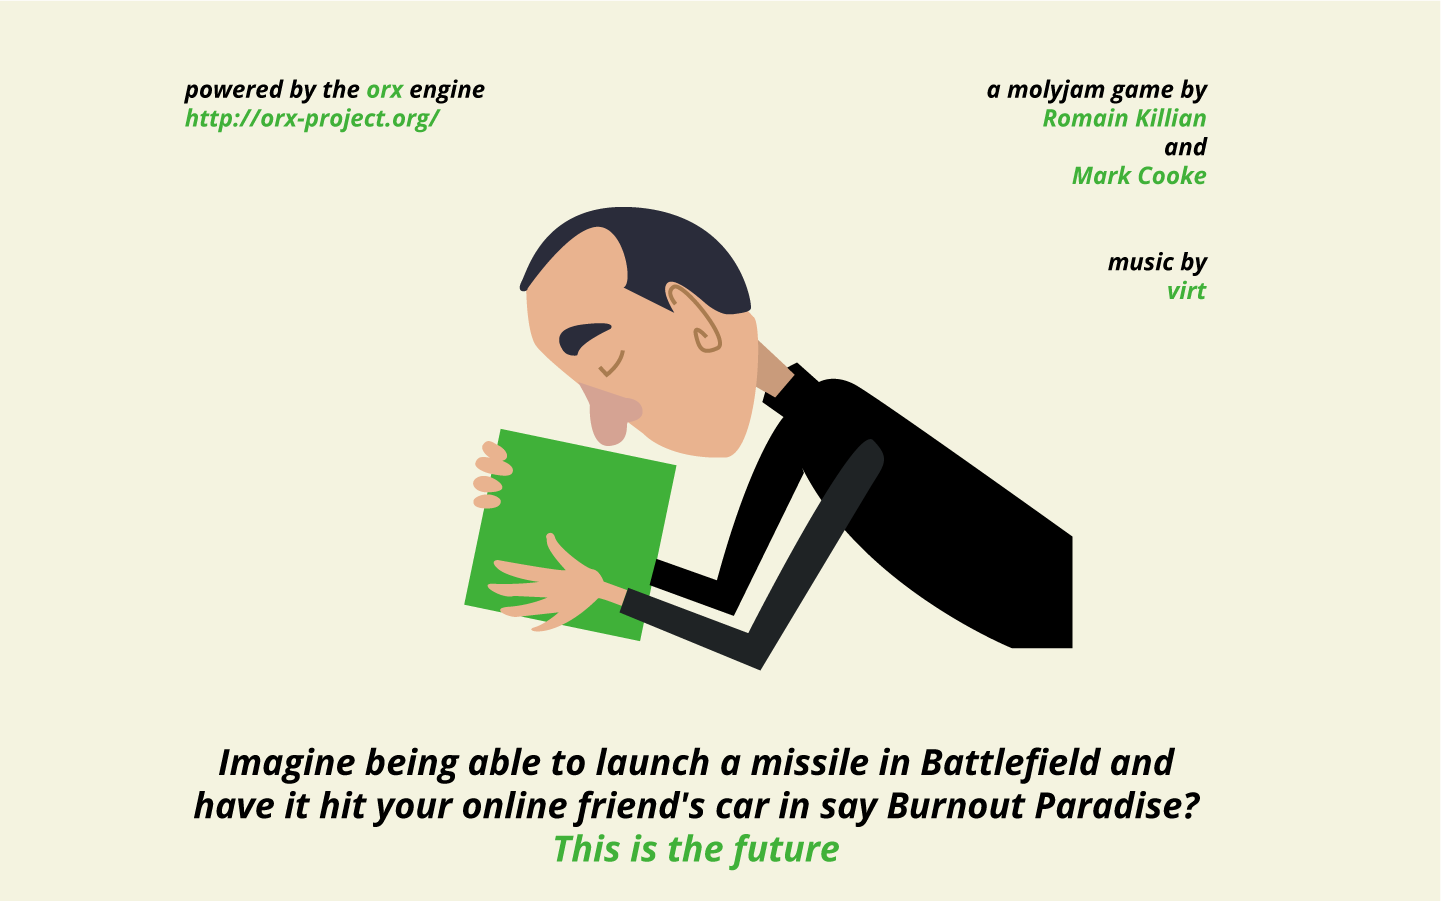 powered by the orx engine
http://orx-project.org/
a molyjam game by
Romain Killian
and
Mark Cooke
music by
virt
Imagine being able to launch a missile in Battlefield and
have it hit your online friend's car in say Burnout Paradise?
This is the future